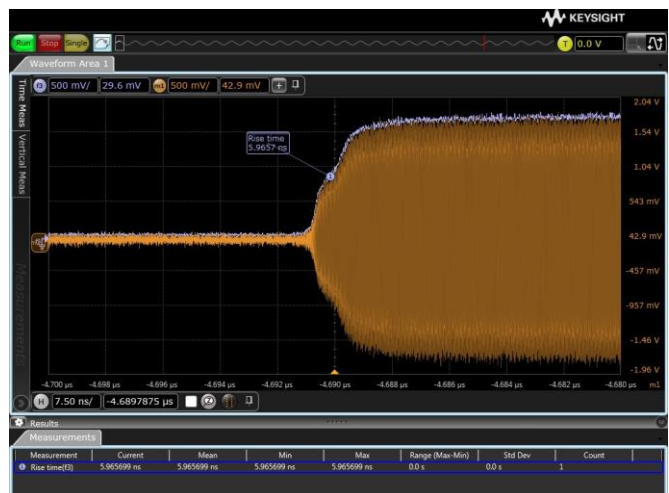 KEYSIGHT
Run Stop Single T 0.0 V
Waveform Area 1
Time Meas
Vertical Meas
Measurements
f3 500 mV/ 29.6 mV m1 500 mV/ 42.9 mV +
Rise time
5.9657 ns
2.04 V
1.54 V
1.04 V
543 mV
42.9 mV
-457 mV
-957 mV
-1.46 V
-1.96 V
-4.700 µs -4.698 µs -4.696 µs -4.694 µs -4.692 µs -4.690 µs -4.688 µs -4.686 µs -4.684 µs -4.682 µs -4.680 µs m1
H 7.50 ns/ -4.6897875 µs
Results
Measurements
Measurement Current Mean Min Max Range (Max-Min) Std Dev Count
Rise time(f3) 5.965699 ns 5.965699 ns 5.965699 ns 5.965699 ns 0.0 s 0.0 s 1